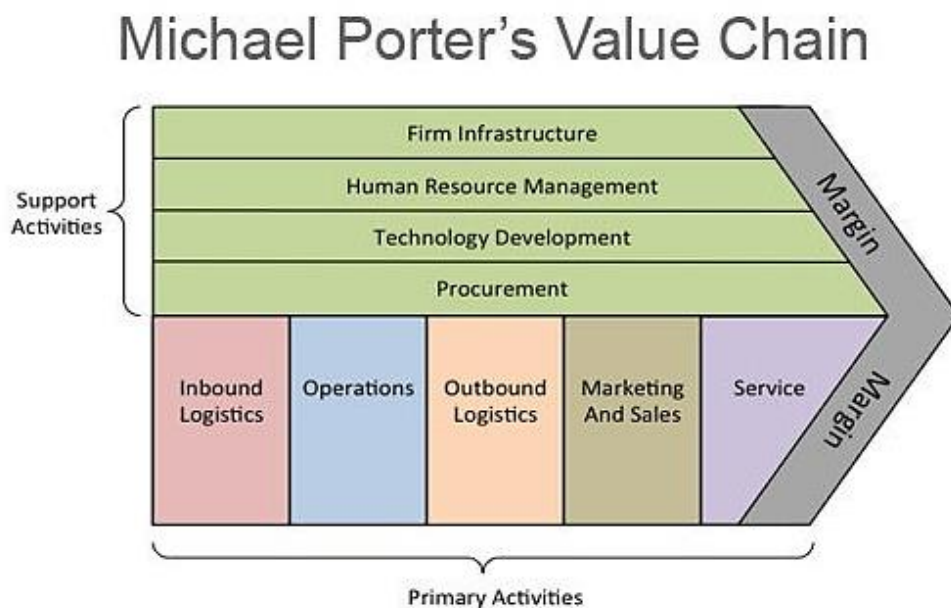 Michael Porter's Value Chain
Support
Activities
Firm Infrastructure
Human Resource Management
Technology Development
Procurement
Margin
Inbound
Logistics
Operations
Outbound
Logistics
Marketing
And Sales
Service
Margin
Primary Activities